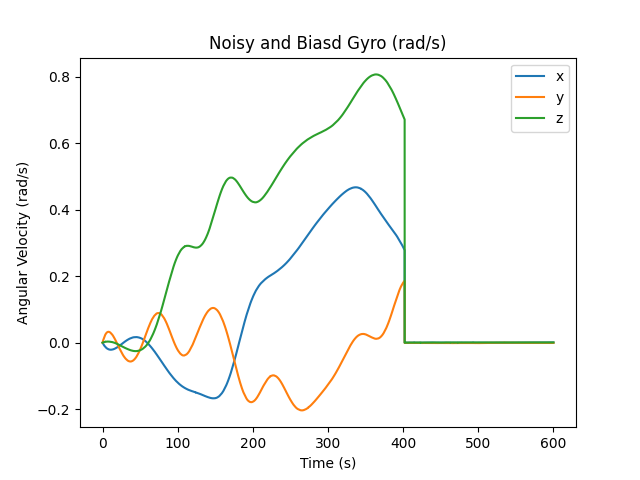 Noisy and Biasd Gyro (rad/s)
x
y
z
Angular Velocity (rad/s)
0.8
0.6
0.4
0.2
0.0
−0.2
0 100 200 300 400 500 600
Time (s)